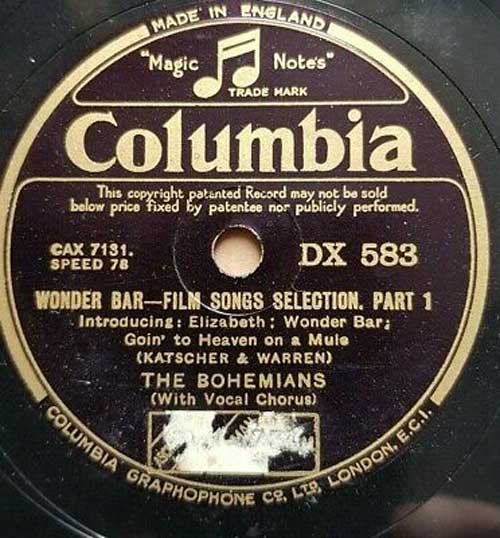 MADE IN ENGLAND
"Magic Notes"
TRADE MARK
Columbia
This copyright patented Record may not be sold
below price fixed by patentee nor publicly performed.
CAX 7131.
SPEED 78
DX 583
WONDER BAR—FILM SONGS SELECTION. PART 1
Introducing: Elizabeth; Wonder Bar;
Goin' to Heaven on a Mule
(KATSCHER & WARREN)
THE BOHEMIANS
(With Vocal Chorus)
COLUMBIA GRAPHOPHONE CO, LTD LONDON, E.C.1.